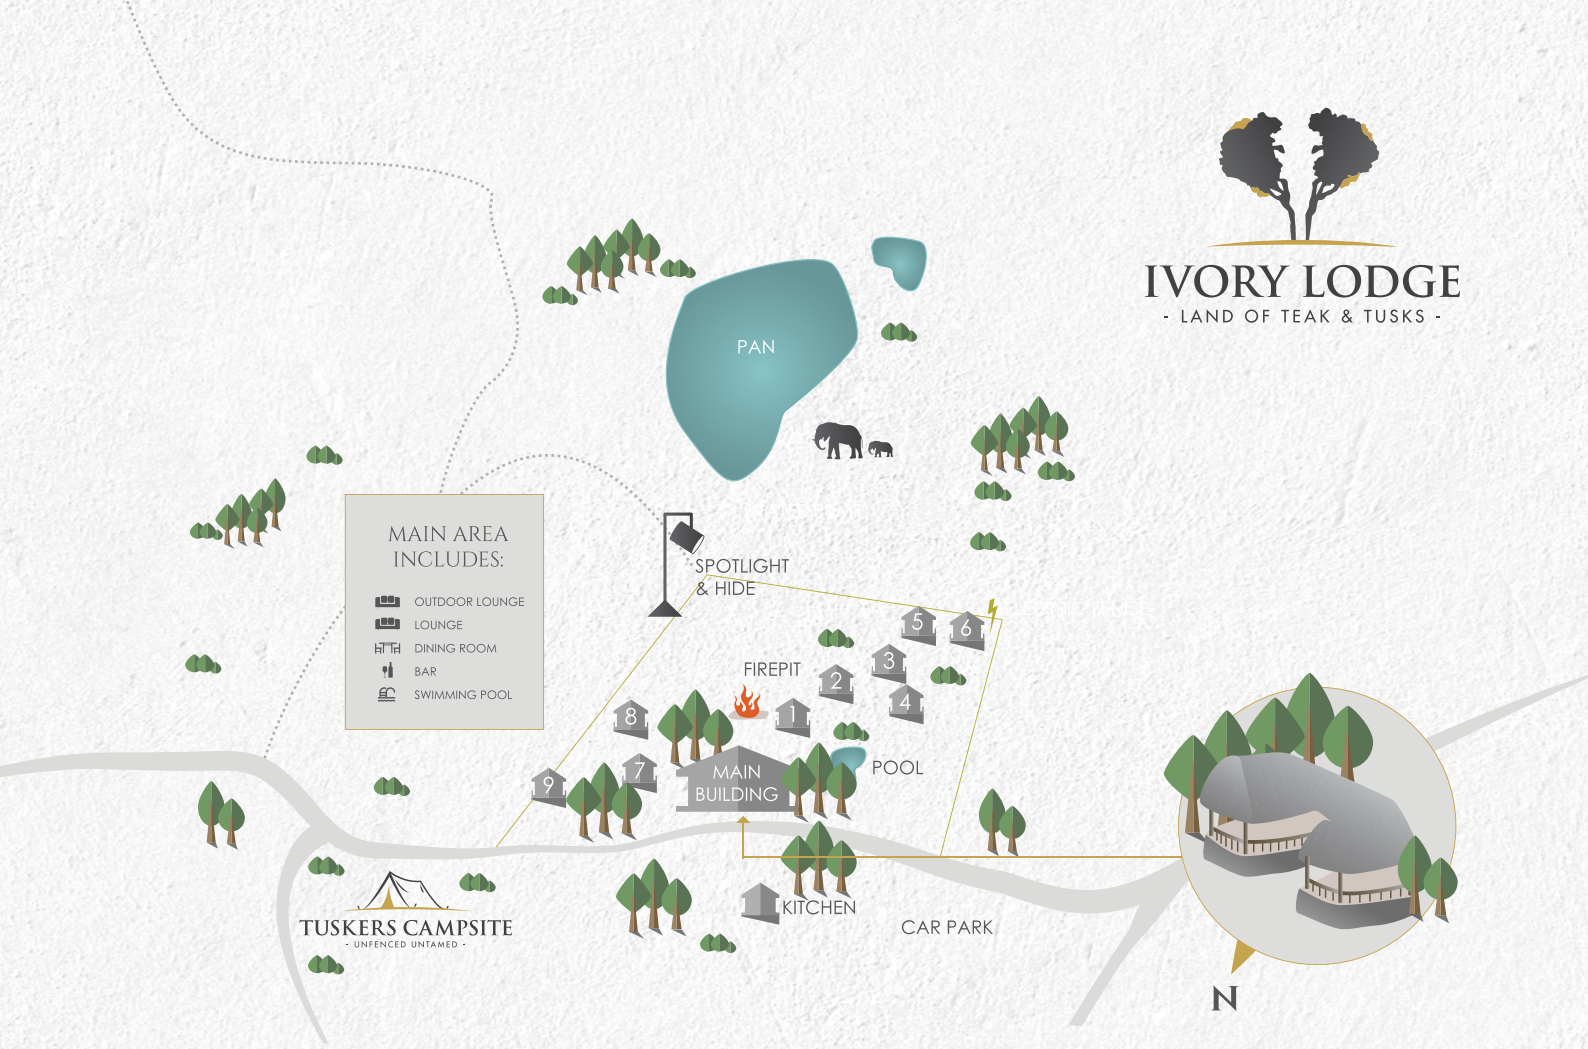 IVORY LODGE
- LAND OF TEAK & TUSKS -
PAN
MAIN AREA
INCLUDES:
OUTDOOR LOUNGE
LOUNGE
DINING ROOM
BAR
SWIMMING POOL
SPOTLIGHT
& HIDE
5
6
3
FIREPIT
2
4
8
1
7
9
MAIN
BUILDING
POOL
KITCHEN
CAR PARK
TUSKERS CAMPSITE
- UNFENCED UNTAMED -
N